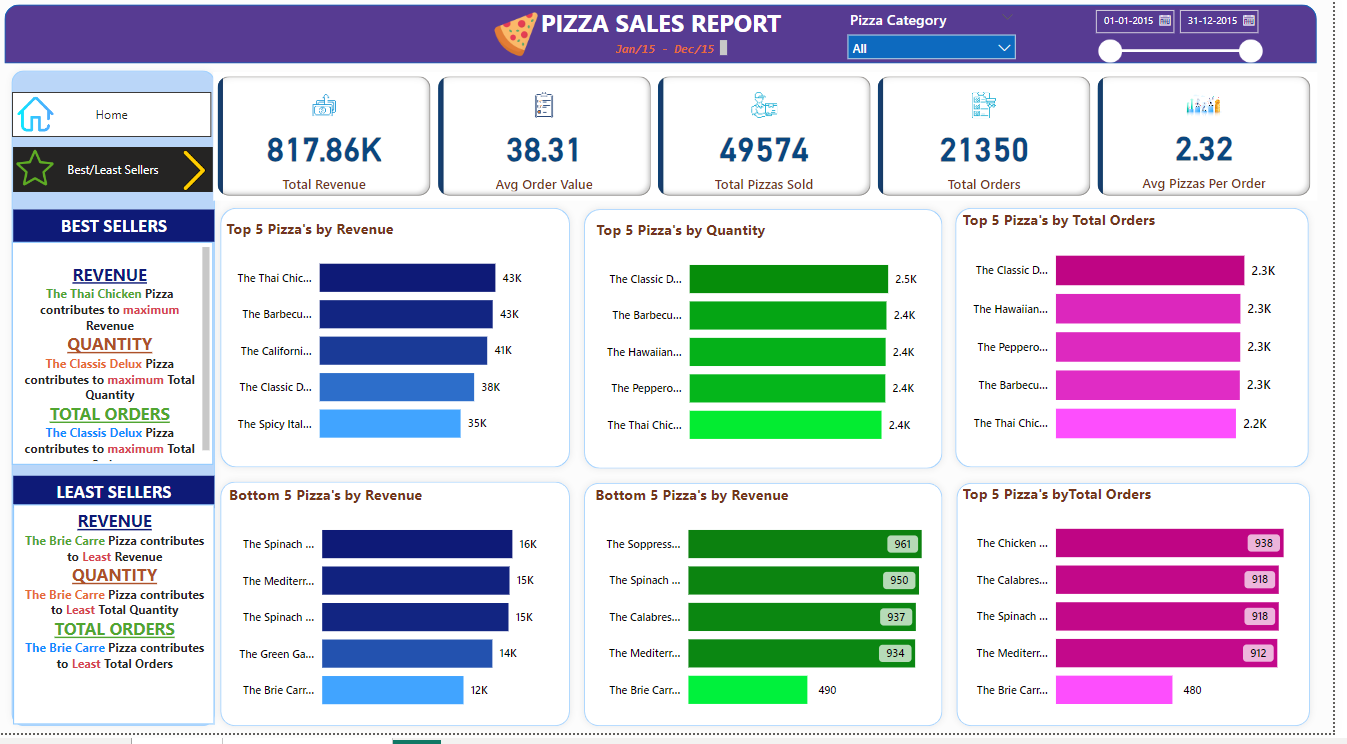 PIZZA SALES REPORT
Jan/15 - Dec/15
Pizza Category
All
01-01-2015
31-12-2015
Home
Best/Least Sellers
817.86K
Total Revenue
38.31
Avg Order Value
49574
Total Pizzas Sold
21350
Total Orders
2.32
Avg Pizzas Per Order
BEST SELLERS
REVENUE
The Thai Chicken Pizza
contributes to maximum
Revenue
QUANTITY
The Classis Delux Pizza
contributes to maximum Total
Quantity
TOTAL ORDERS
The Classis Delux Pizza
contributes to maximum Total
LEAST SELLERS
REVENUE
The Brie Carre Pizza contributes
to Least Revenue
QUANTITY
The Brie Carre Pizza contributes
to Least Total Quantity
TOTAL ORDERS
The Brie Carre Pizza contributes
to Least Total Orders
Top 5 Pizza's by Revenue
The Thai Chic... 43K
The Barbecu... 43K
The Californi... 41K
The Classic D... 38K
The Spicy Ital... 35K
Top 5 Pizza's by Quantity
The Classic D... 2.5K
The Barbecu... 2.4K
The Hawaiian... 2.4K
The Peppero... 2.4K
The Thai Chic... 2.4K
Top 5 Pizza's by Total Orders
The Classic D... 2.3K
The Hawaiian... 2.3K
The Peppero... 2.3K
The Barbecu... 2.3K
The Thai Chic... 2.2K
Bottom 5 Pizza's by Revenue
The Spinach ... 16K
The Mediterr... 15K
The Spinach ... 15K
The Green Ga... 14K
The Brie Carr... 12K
Bottom 5 Pizza's by Revenue
The Soppress... 961
The Spinach ... 950
The Calabres... 937
The Mediterr... 934
The Brie Carr... 490
Top 5 Pizza's byTotal Orders
The Chicken ... 938
The Calabres... 918
The Spinach ... 918
The Mediterr... 912
The Brie Carr... 480